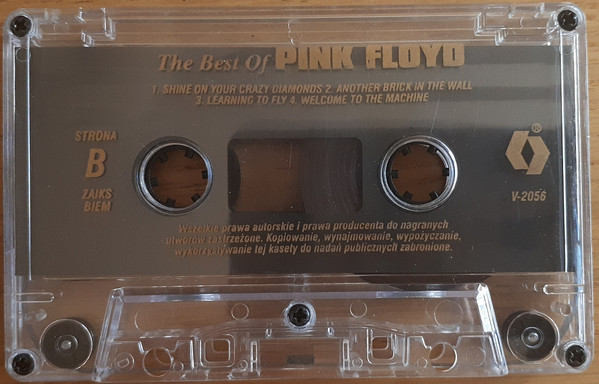 The Best Of PINK FLOYD
1. SHINE ON YOUR CRAZY DIAMONDS 2. ANOTHER BRICK IN THE WALL
3. LEARNING TO FLY 4. WELCOME TO THE MACHINE
STRONA
B
ZAIKS
BIEM
®
V-2056
Wszelkie prawa autorskie i prawa producenta do nagranych
utworów zastrzeżone. Kopiowanie, wynajmowanie, wypożyczanie,
wykorzystywanie tej kasety do nadań publicznych zabronione.